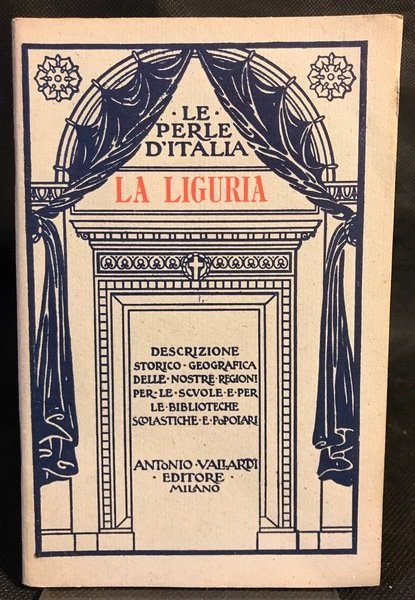 ·LE·
PERLE
D'ITALIA
LA LIGURIA
DESCRIZIONE
STORICO·GEOGRAFICA
DELLE·NOSTRE·REGIONI
PER·LE·SCVOLE·E·PER
LE·BIBLIOTECHE
SCOLASTICHE·E·POPOLARI
ANTONIO·VALLARDI
·EDITORE·
MILANO